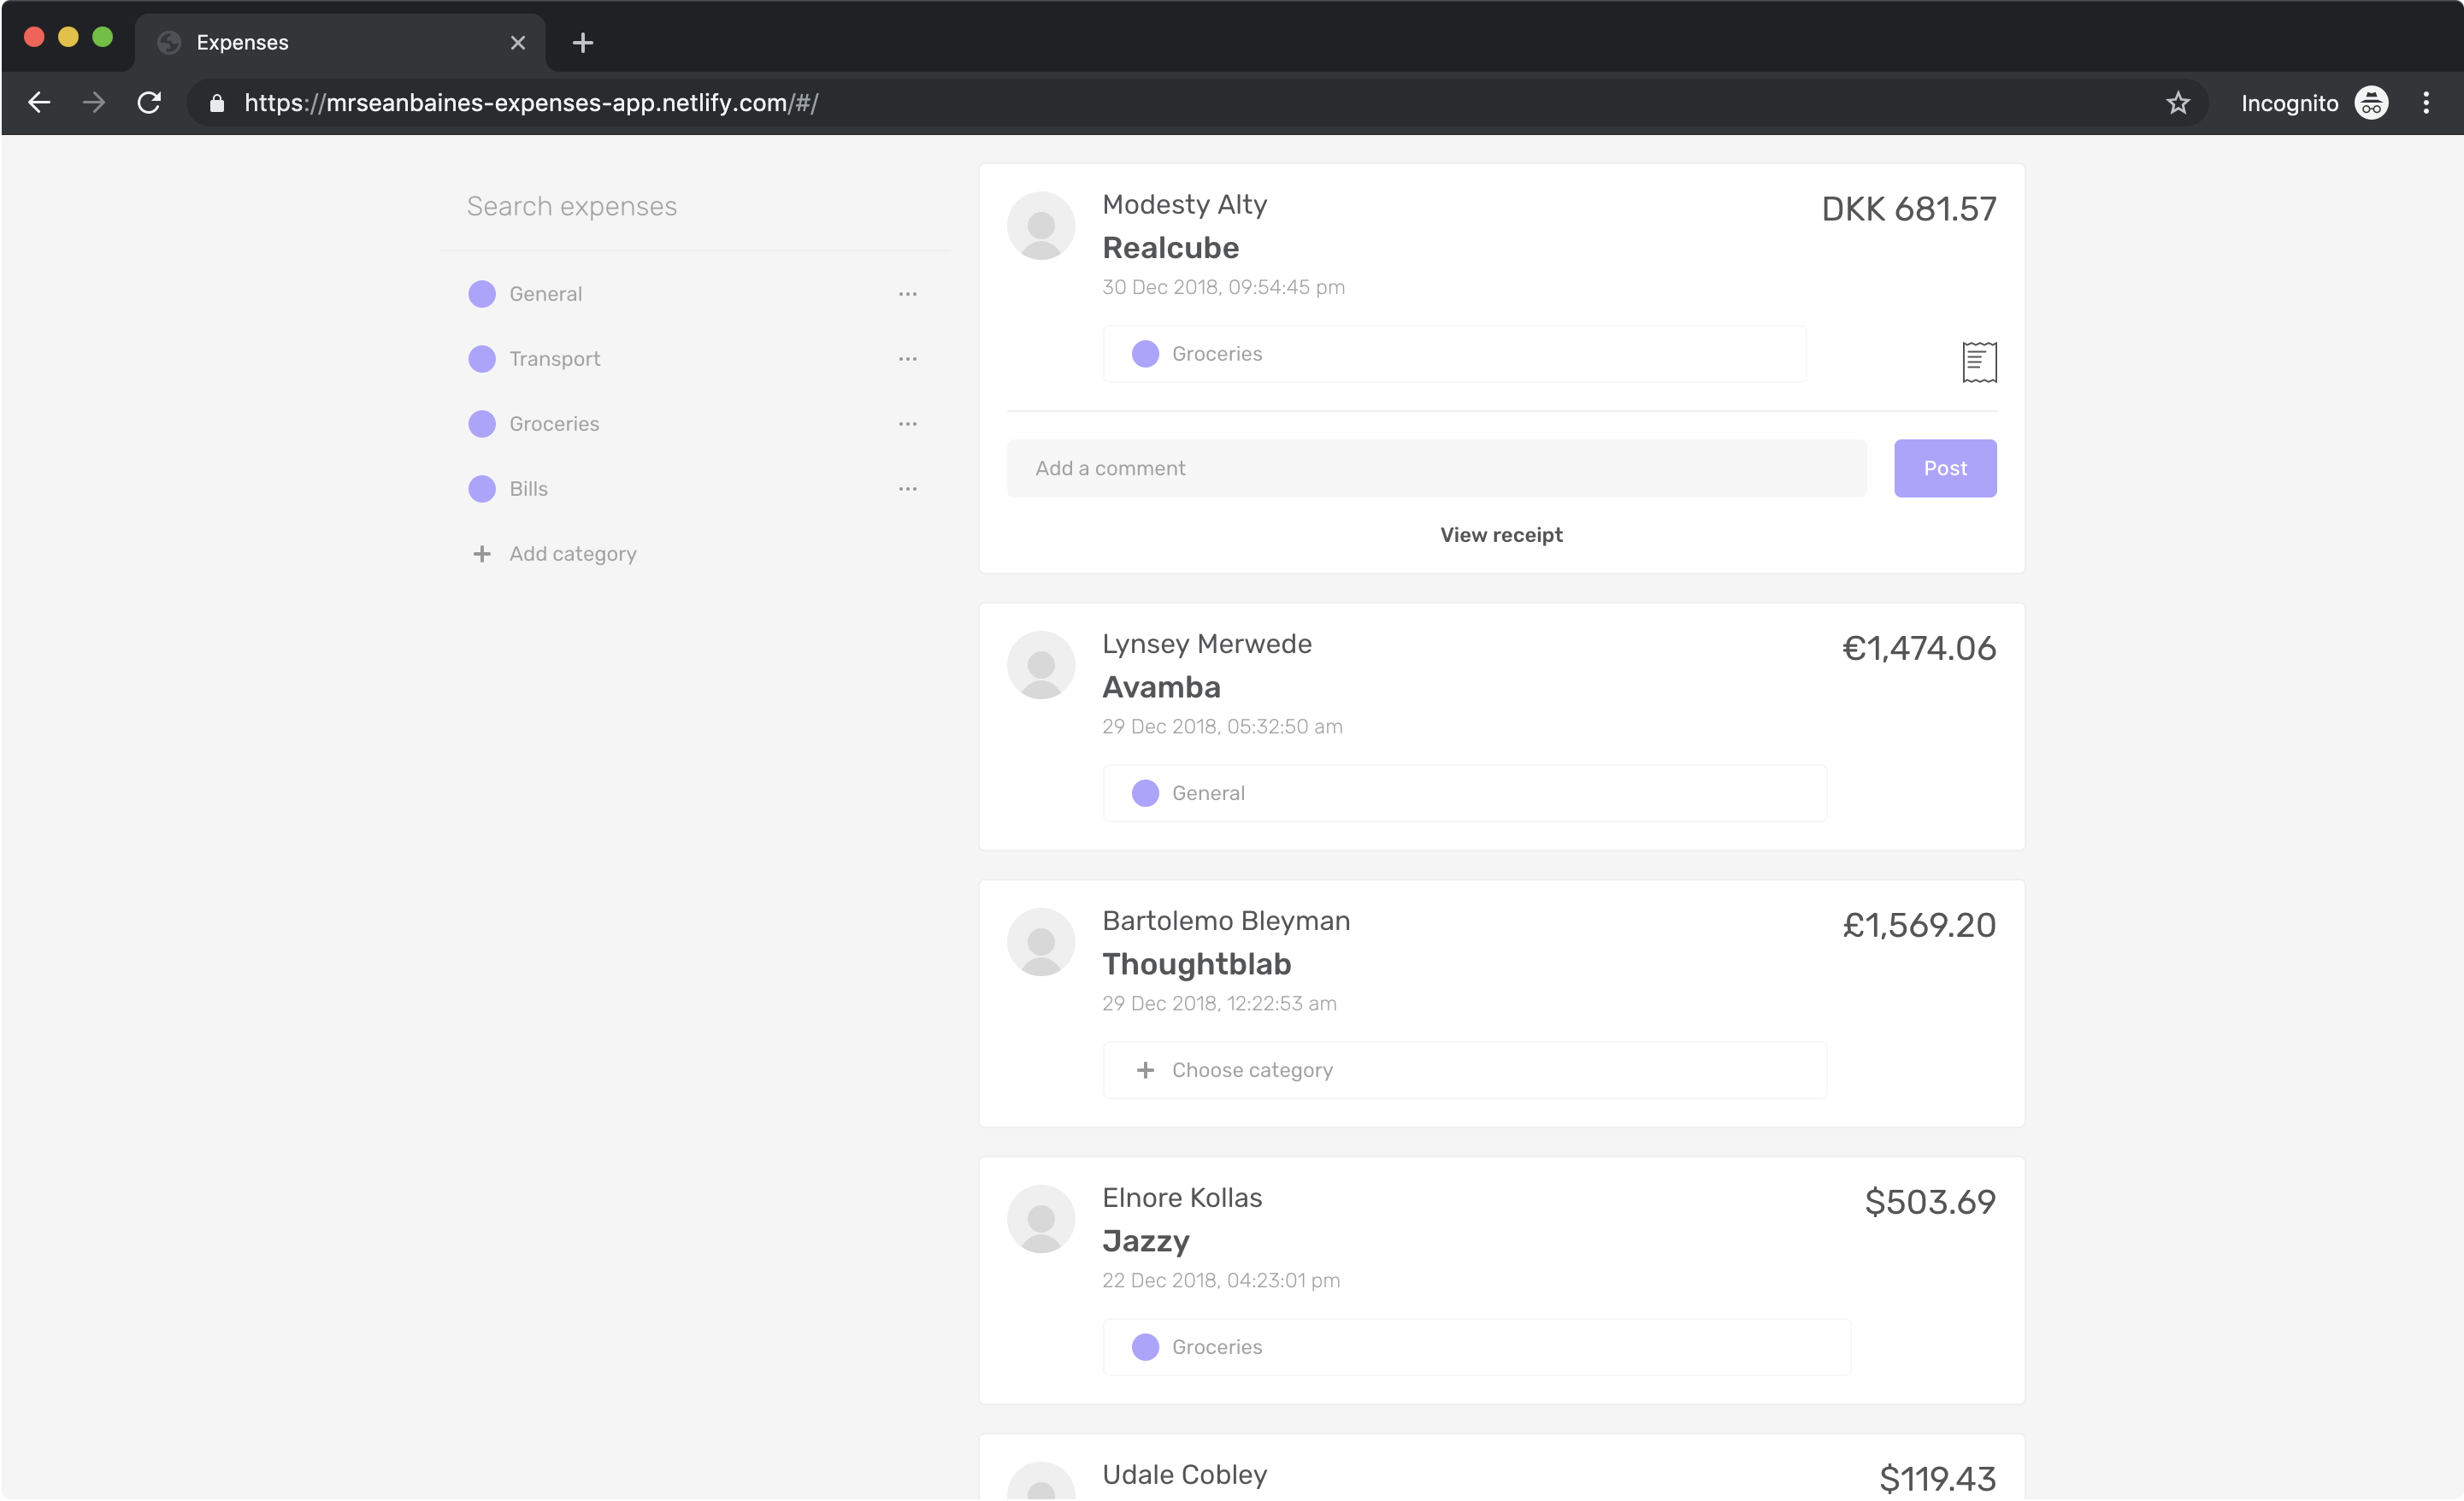 Expenses
https://mrseanbaines-expenses-app.netlify.com/#/
Incognito
Search expenses
General
Transport
Groceries
Bills
Add category
Modesty Alty
DKK 681.57
Realcube
30 Dec 2018, 09:54:45 pm
Groceries
Add a comment
Post
View receipt
Lynsey Merwede
€1,474.06
Avamba
29 Dec 2018, 05:32:50 am
General
Bartolemo Bleyman
£1,569.20
Thoughtblab
29 Dec 2018, 12:22:53 am
Choose category
Elnore Kollas
$503.69
Jazzy
22 Dec 2018, 04:23:01 pm
Groceries
Udale Cobley
$119.43